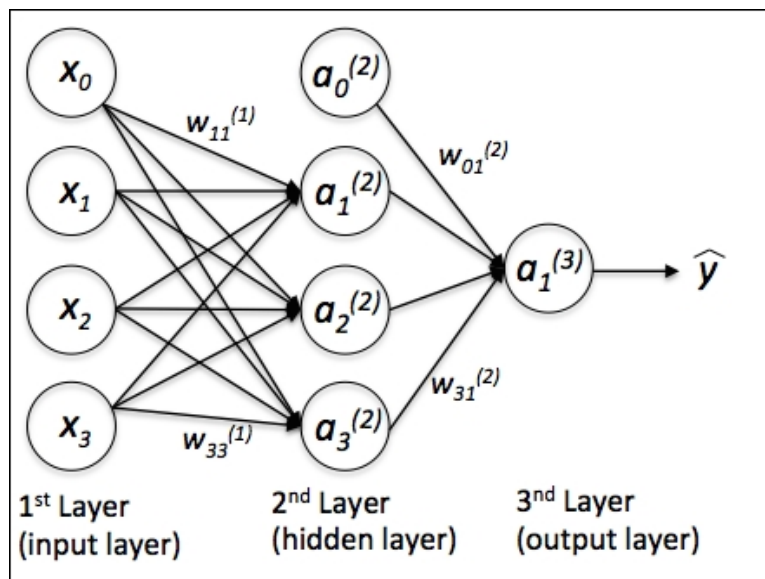 x₀ a₀⁽²⁾
w₁₁⁽¹⁾
w₀₁⁽²⁾
x₁ a₁⁽²⁾
a₁⁽³⁾ ŷ
x₂ a₂⁽²⁾
w₃₁⁽²⁾
x₃ a₃⁽²⁾
w₃₃⁽¹⁾
1st Layer
(input layer)
2nd Layer
(hidden layer)
3nd Layer
(output layer)